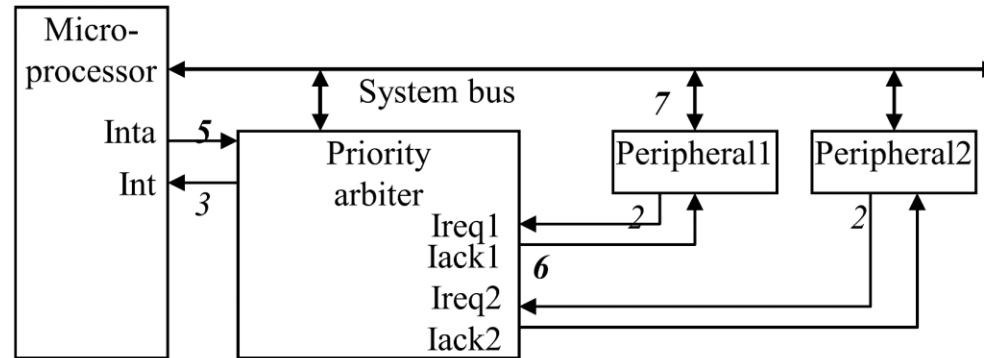 Micro-
processor
System bus
7
Inta
5
Priority
arbiter
Peripheral1
Peripheral2
Int
3
Ireq1
2
2
Iack1
6
Ireq2
Iack2